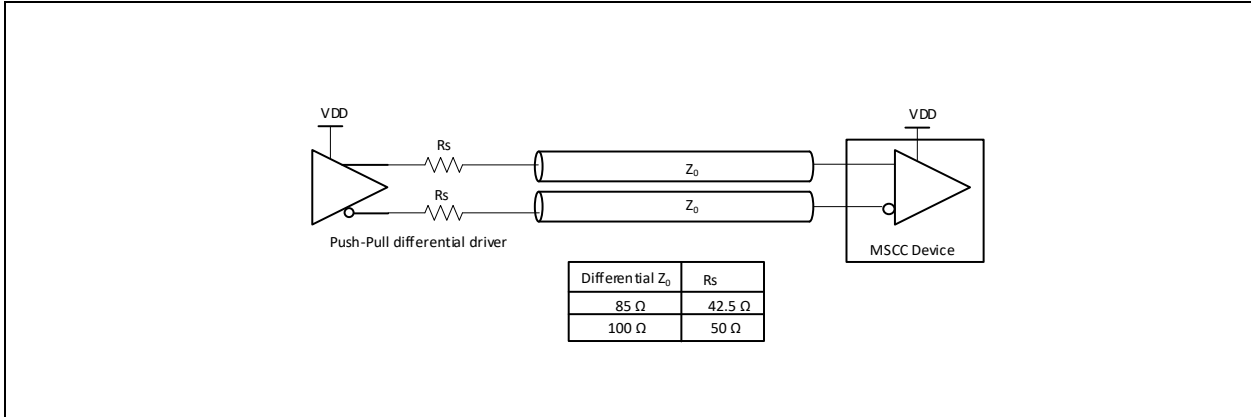 VDD
VDD
Rs
Z₀
Rs
Z₀
Push-Pull differential driver
MSCC Device
Differential Z₀ Rs
85 Ω 42.5 Ω
100 Ω 50 Ω